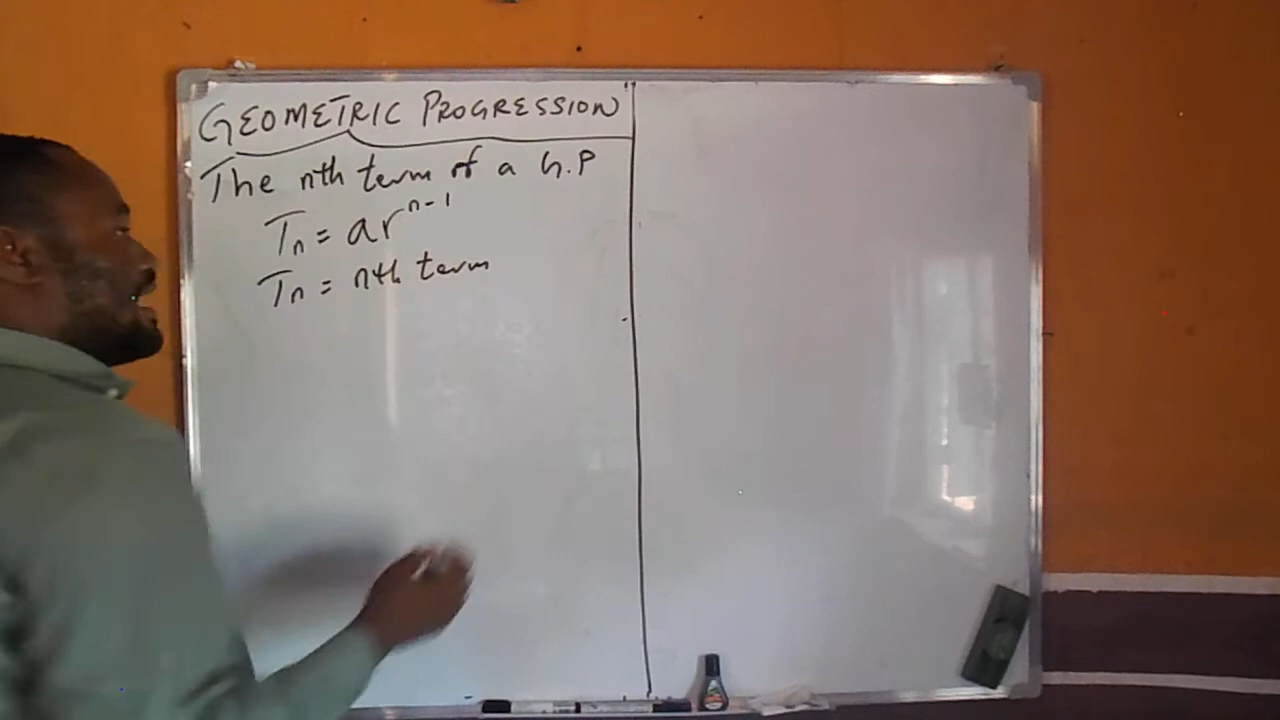 GEOMETRIC PROGRESSION
The nth term of a G.P
Tn = ar^n-1
Tn = nth term